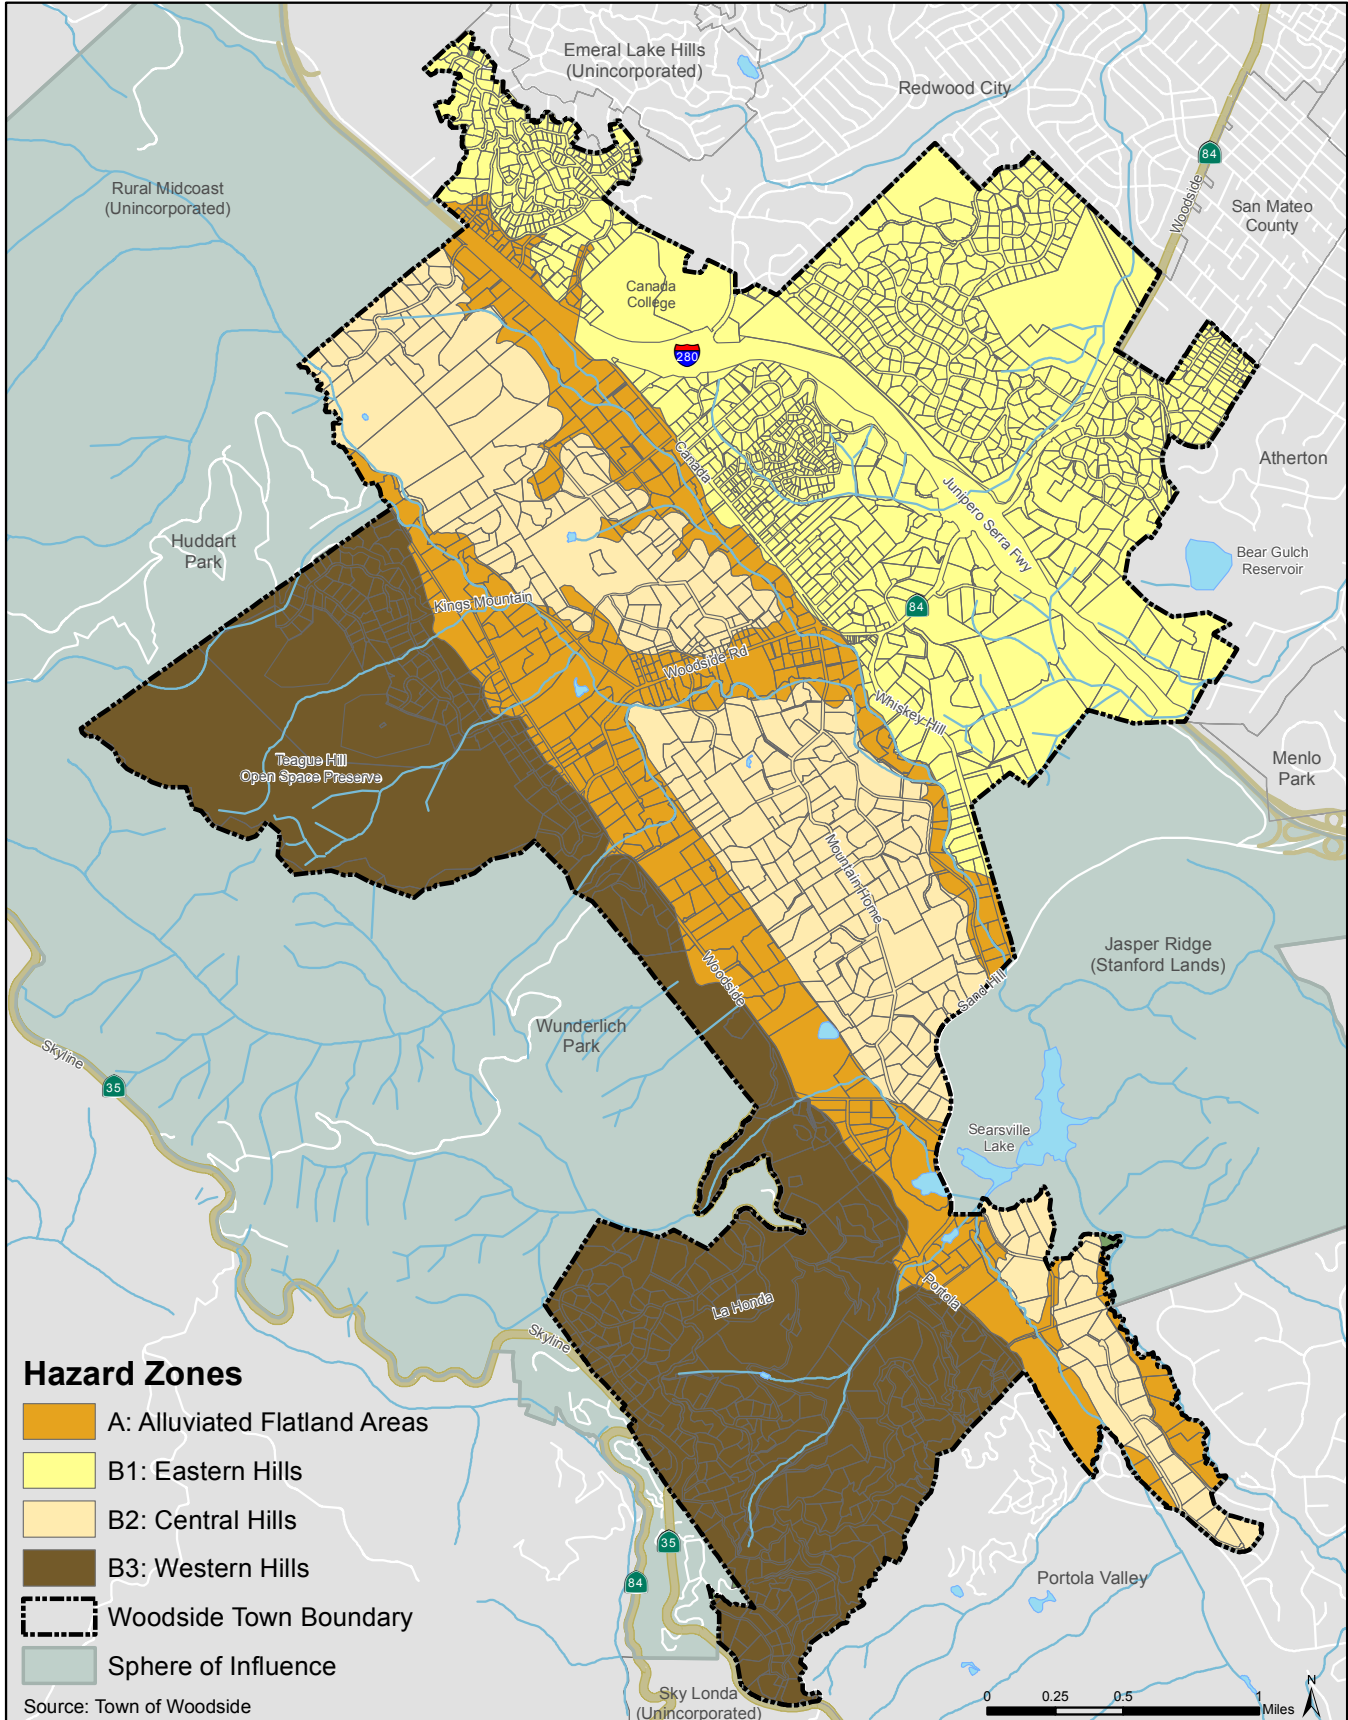 Emeral Lake Hills
(Unincorporated)
Redwood City
84
Woodside
San Mateo
County
Rural Midcoast
(Unincorporated)
Canada
College
280
Canada
Junipero Serra Fwy
Atherton
Bear Gulch
Reservoir
Huddart
Park
Kings Mountain
84
Woodside Rd
Whiskey Hill
Teague Hill
Open Space Preserve
Menlo
Park
Mountain Home
Jasper Ridge
(Stanford Lands)
Woodside
Sand Hill
Wunderlich
Park
Skyline
35
Searsville
Lake
Portola
La Honda
Skyline
Hazard Zones
A: Alluviated Flatland Areas
B1: Eastern Hills
B2: Central Hills
B3: Western Hills
Woodside Town Boundary
Sphere of Influence
Source: Town of Woodside
35
84
Portola Valley
Sky Londa
(Unincorporated)
0 0.25 0.5 1
Miles
N